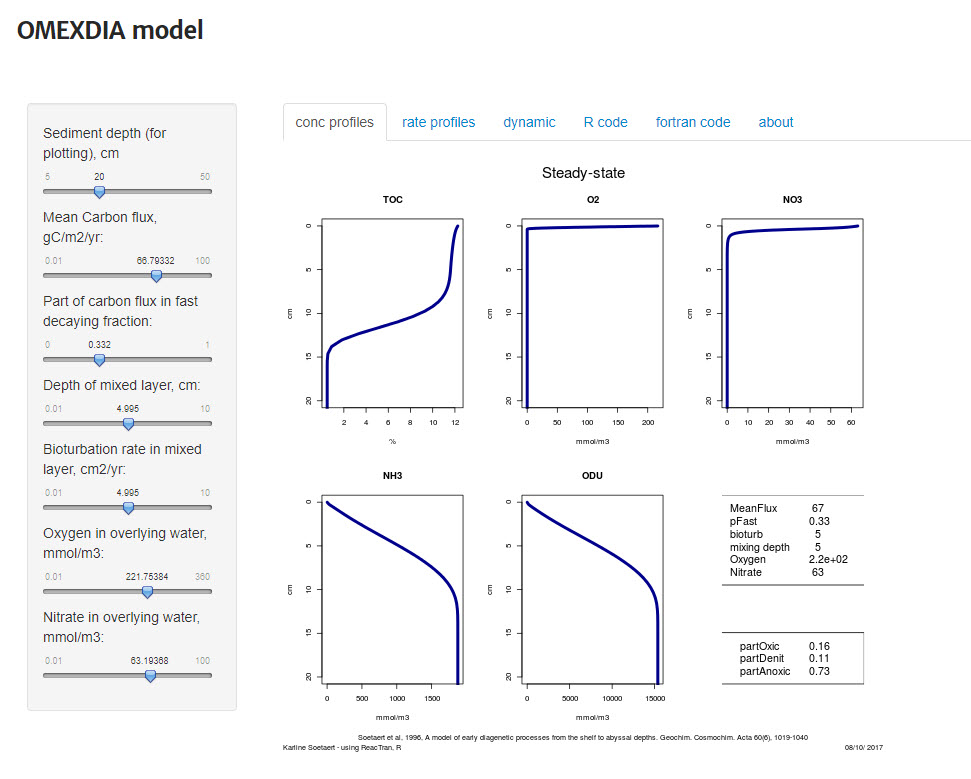 OMEXDIA model
Sediment depth (for
plotting), cm
5 20 50
Mean Carbon flux,
gC/m2/yr:
0.01 66.79332 100
Part of carbon flux in fast
decaying fraction:
0 0.332 1
Depth of mixed layer, cm:
0.01 4.995 10
Bioturbation rate in mixed
layer, cm2/yr:
0.01 4.995 10
Oxygen in overlying water,
mmol/m3:
0.01 221.75384 360
Nitrate in overlying water,
mmol/m3:
0.01 63.19368 100
conc profiles rate profiles dynamic R code fortran code about
Steady-state
TOC
cm
0
5
10
15
20
2 4 6 8 10 12
%
O2
cm
0
5
10
15
20
0 50 100 150 200
mmol/m3
NO3
cm
0
5
10
15
20
0 10 20 30 40 50 60
mmol/m3
NH3
cm
0
5
10
15
20
0 500 1000 1500
mmol/m3
ODU
cm
0
5
10
15
20
0 5000 10000 15000
mmol/m3
MeanFlux 67
pFast 0.33
bioturb 5
mixing depth 5
Oxygen 2.2e+02
Nitrate 63
partOxic 0.16
partDenit 0.11
partAnoxic 0.73
Soetaert et al, 1996, A model of early diagenetic processes from the shelf to abyssal depths. Geochim. Cosmochim. Acta 60(6), 1019-1040
Karline Soetaert - using ReacTran, R 08/10/ 2017